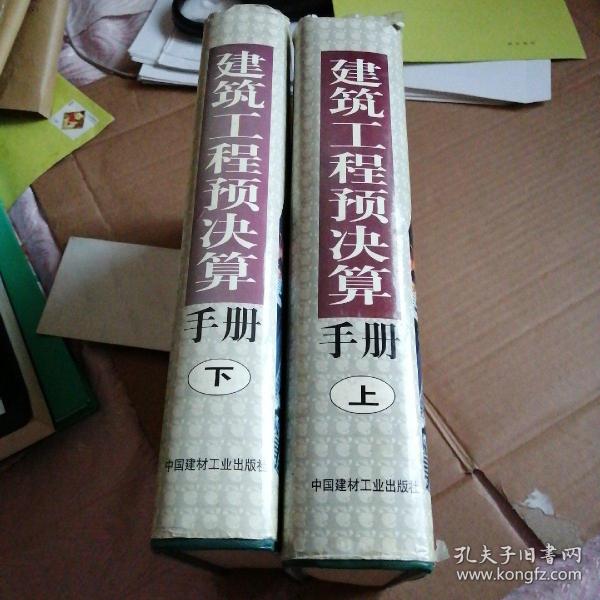 建筑工程预决算
手册
下
中国建材工业出版社
建筑工程预决算
手册
上
中国建材工业出版社
孔夫子旧书网
www.kongfz.com